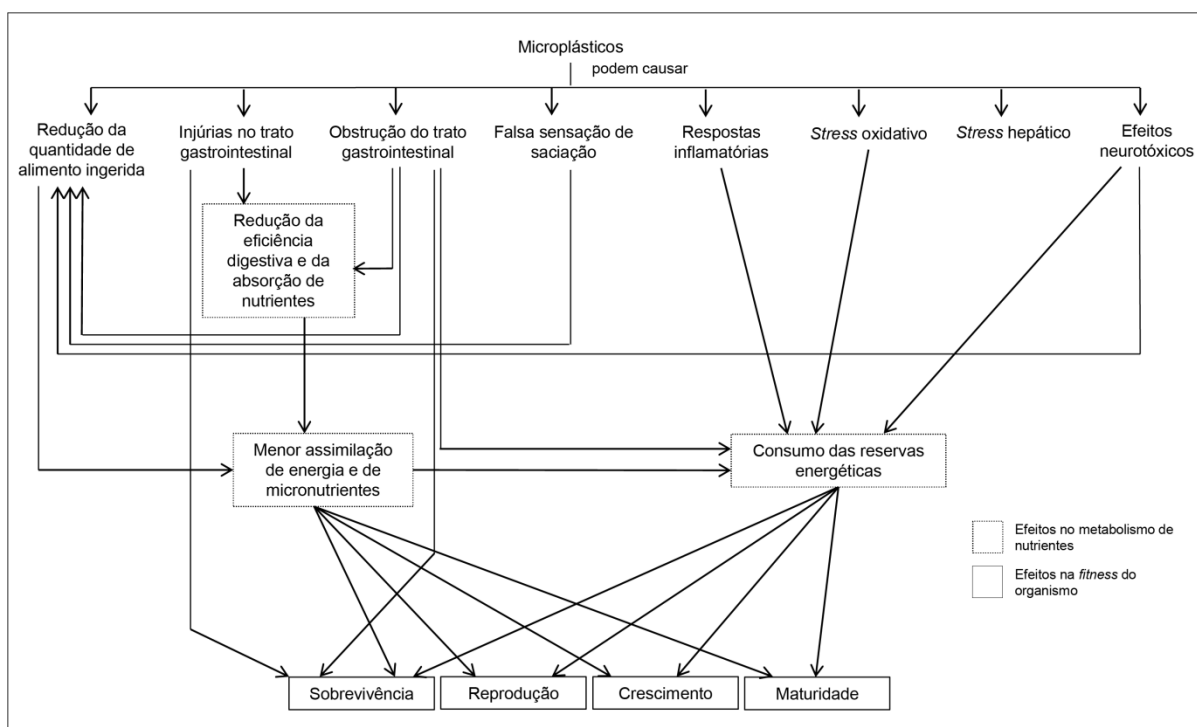 Microplásticos
podem causar
Redução da
quantidade de
alimento ingerida
Injúrias no trato
gastrointestinal
Obstrução do trato
gastrointestinal
Falsa sensação de
saciação
Respostas
inflamatórias
Stress oxidativo
Stress hepático
Efeitos
neurotóxicos
Redução da
eficiência
digestiva e da
absorção de
nutrientes
Menor assimilação
de energia e de
micronutrientes
Consumo das reservas
energéticas
Efeitos no metabolismo de
nutrientes
Efeitos na fitness do
organismo
Sobrevivência
Reprodução
Crescimento
Maturidade